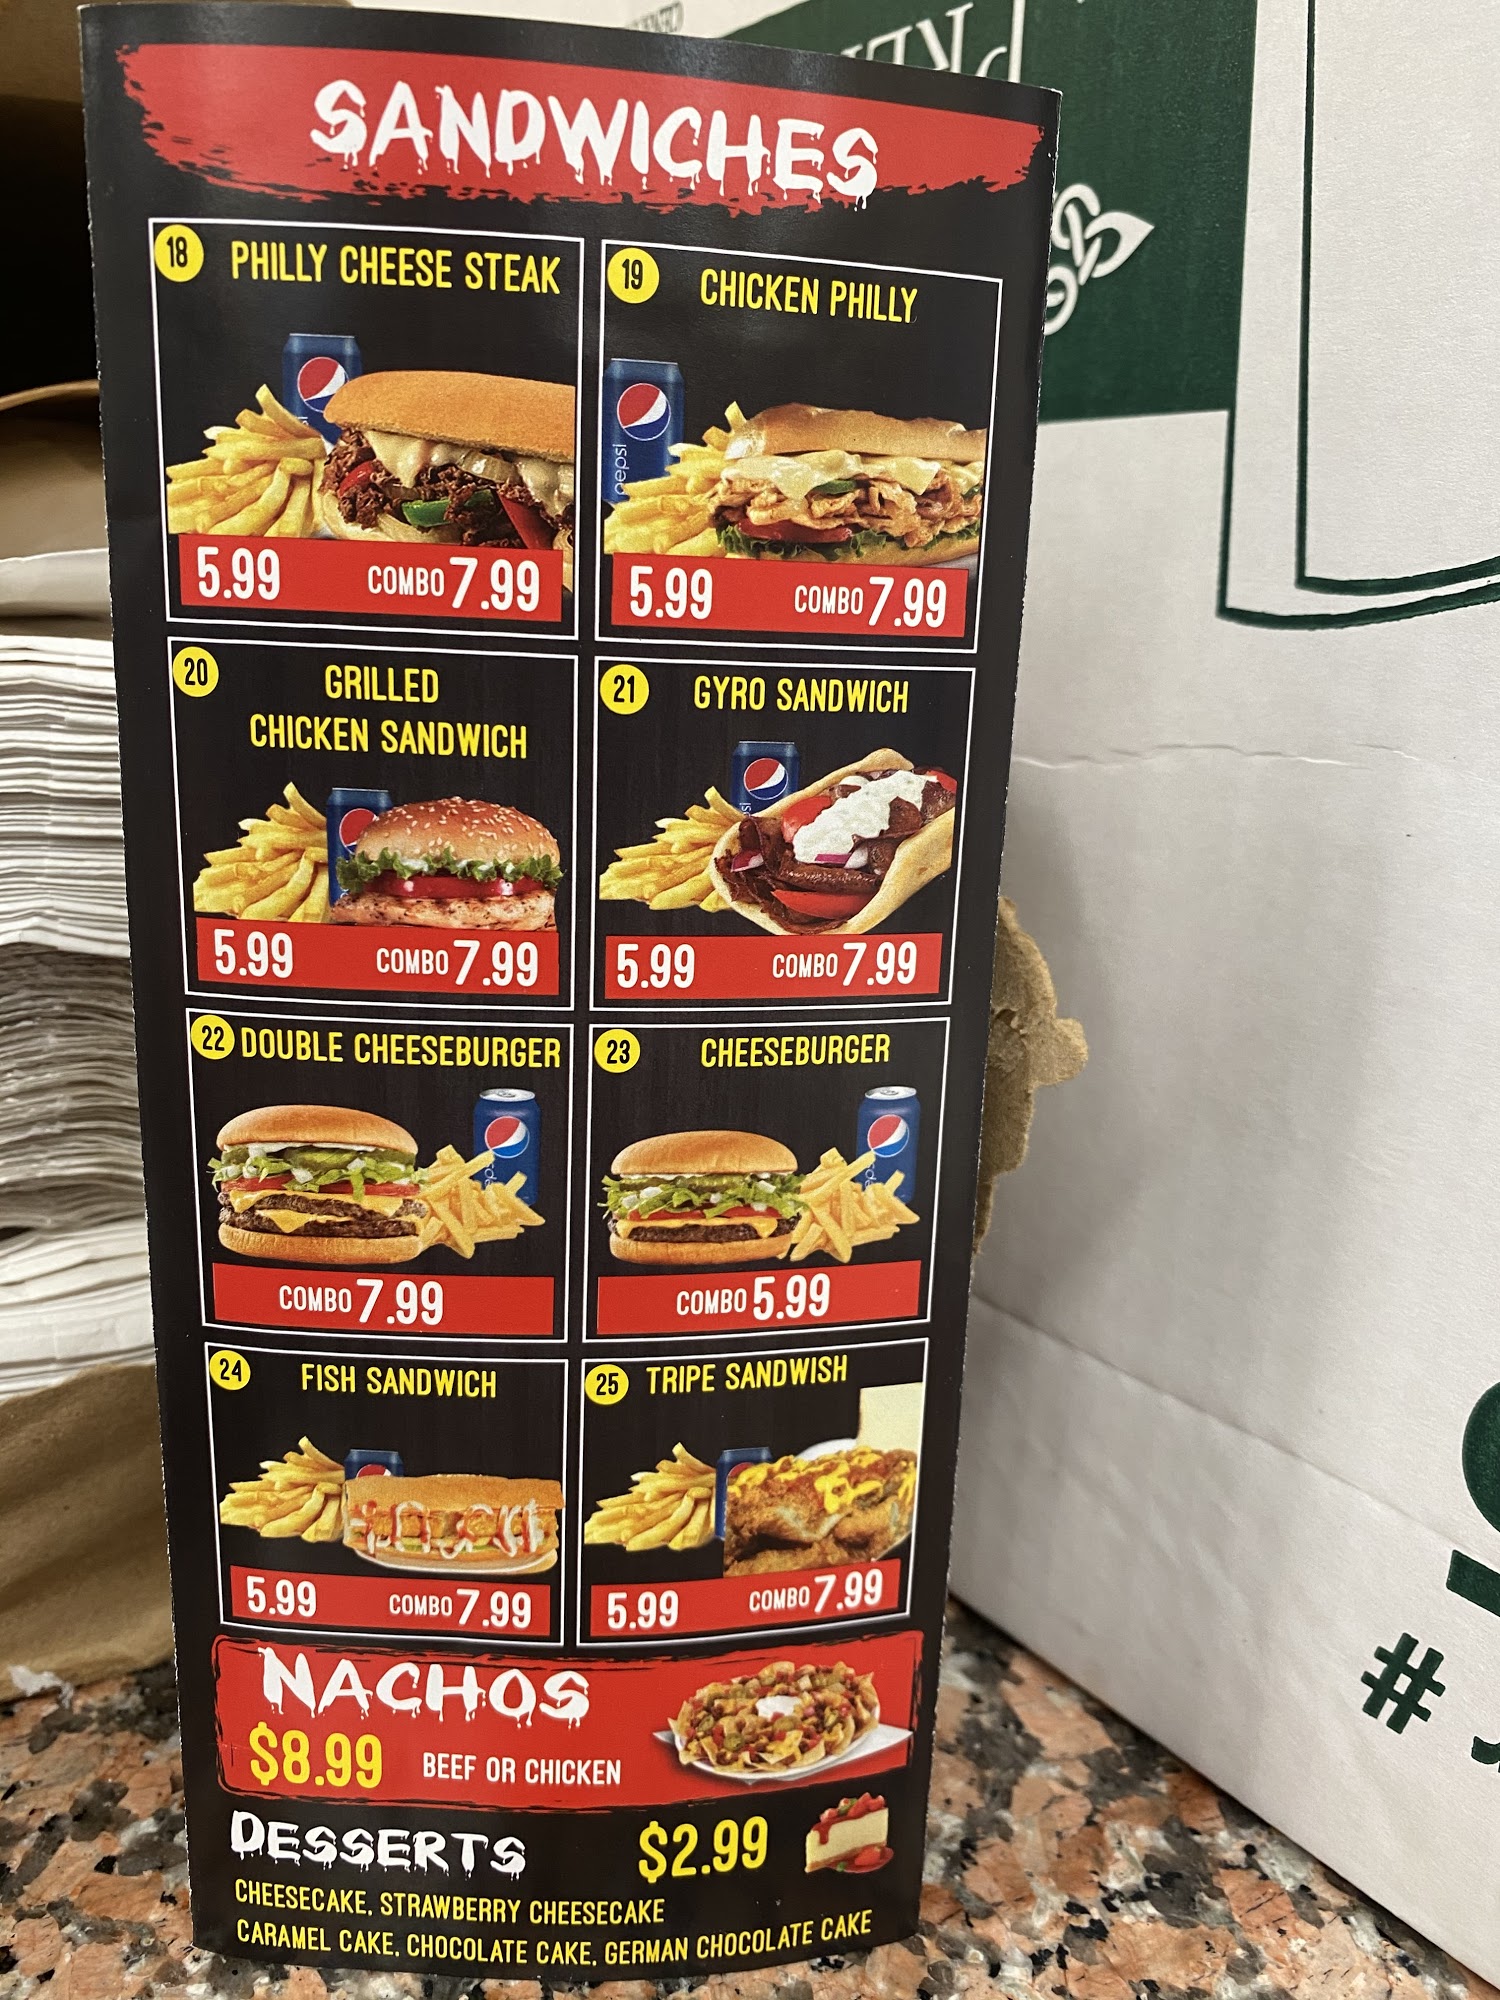 SANDWICHES
18 PHILLY CHEESE STEAK
pepsi
5.99 COMBO 7.99
19 CHICKEN PHILLY
pepsi
5.99 COMBO 7.99
20 GRILLED
CHICKEN SANDWICH
5.99 COMBO 7.99
21 GYRO SANDWICH
5.99 COMBO 7.99
22 DOUBLE CHEESEBURGER
COMBO 7.99
23 CHEESEBURGER
COMBO 5.99
24 FISH SANDWICH
5.99 COMBO 7.99
25 TRIPE SANDWISH
5.99 COMBO 7.99
NACHOS
$8.99 BEEF OR CHICKEN
DESSERTS $2.99
CHEESECAKE, STRAWBERRY CHEESECAKE
CARAMEL CAKE, CHOCOLATE CAKE, GERMAN CHOCOLATE CAKE
#